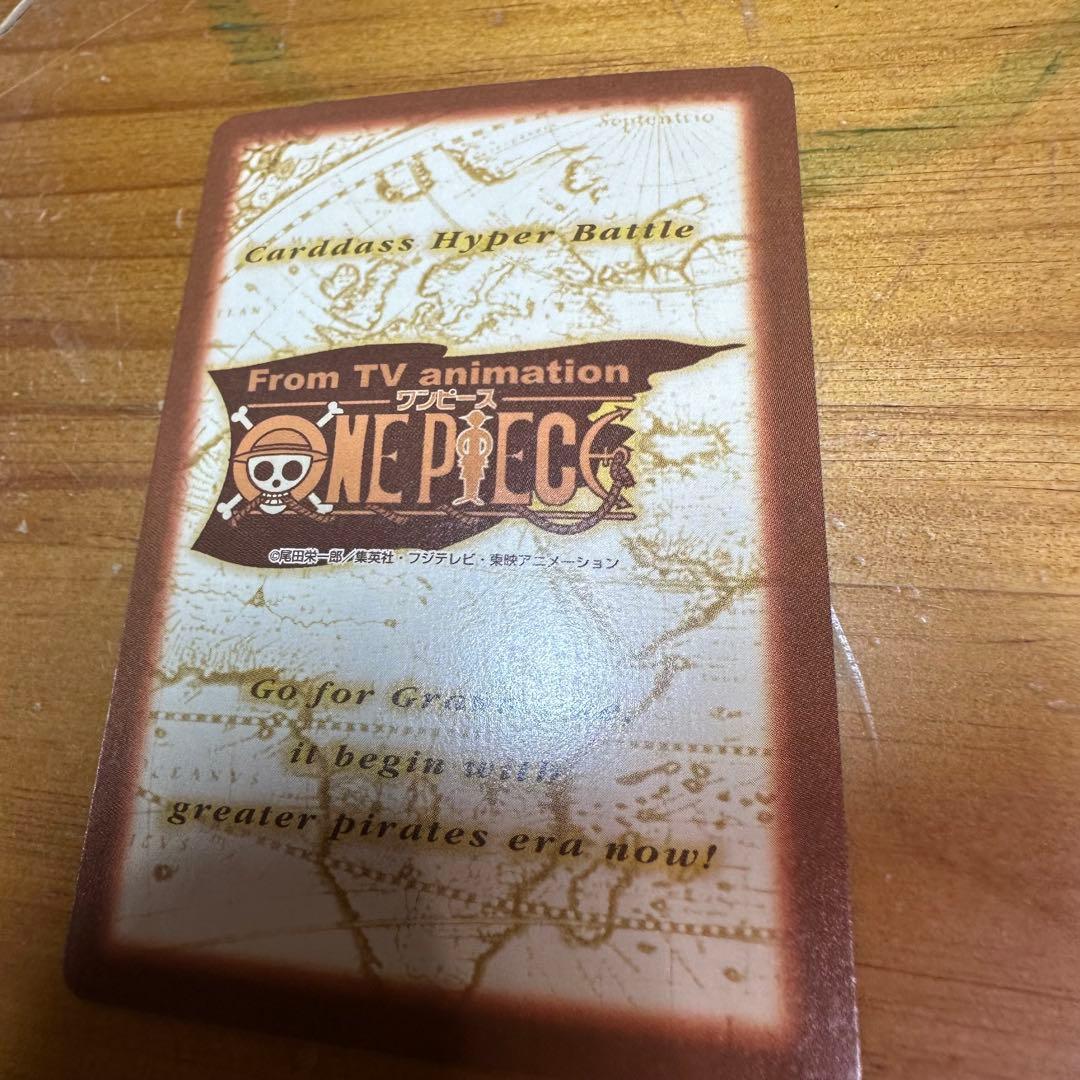 Septentrio
Carddass Hyper Battle
From TV animation
ワンピース
ONE PIECE
©尾田栄一郎／集英社・フジテレビ・東映アニメーション
Go for
it begin with
greater pirates era now!